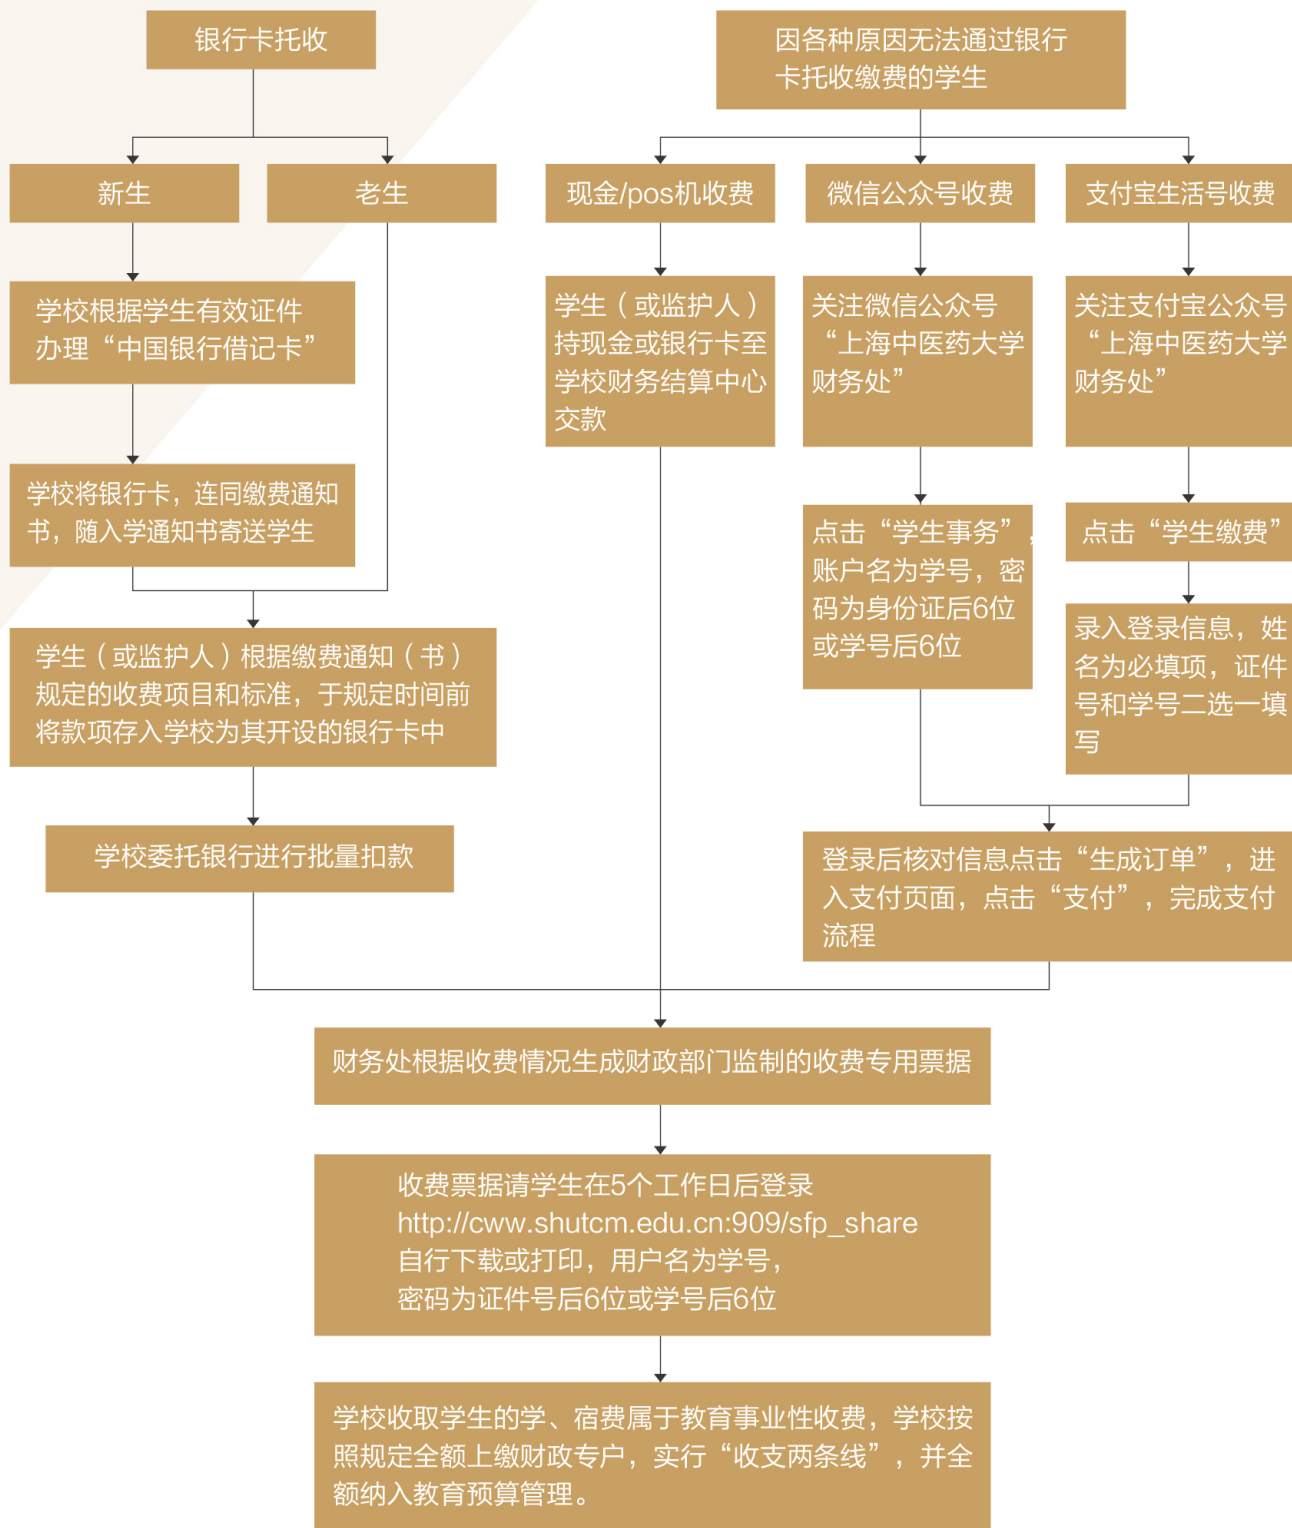 银行卡托收
因各种原因无法通过银行
卡托收缴费的学生
新生
老生
现金/pos机收费
微信公众号收费
支付宝生活号收费
学校根据学生有效证件
办理“中国银行借记卡”
学生（或监护人）
持现金或银行卡至
学校财务结算中心
交款
关注微信公众号
“上海中医药大学
财务处”
关注支付宝公众号
“上海中医药大学
财务处”
学校将银行卡，连同缴费通知
书，随入学通知书寄送学生
点击“学生事务”，
账户名为学号，密
码为身份证后6位
或学号后6位
点击“学生缴费”
录入登录信息，姓
名为必填项，证件
号和学号二选一填
写
学生（或监护人）根据缴费通知（书）
规定的收费项目和标准，于规定时间前
将款项存入学校为其开设的银行卡中
学校委托银行进行批量扣款
登录后核对信息点击“生成订单”，进
入支付页面，点击“支付”，完成支付
流程
财务处根据收费情况生成财政部门监制的收费专用票据
收费票据请学生在5个工作日后登录
http://cww.shutcm.edu.cn:909/sfp_share
自行下载或打印，用户名为学号，
密码为证件号后6位或学号后6位
学校收取学生的学、宿费属于教育事业性收费，学校按
照规定全额上缴财政专户，实行“收支两条线”，并全
额纳入教育预算管理。